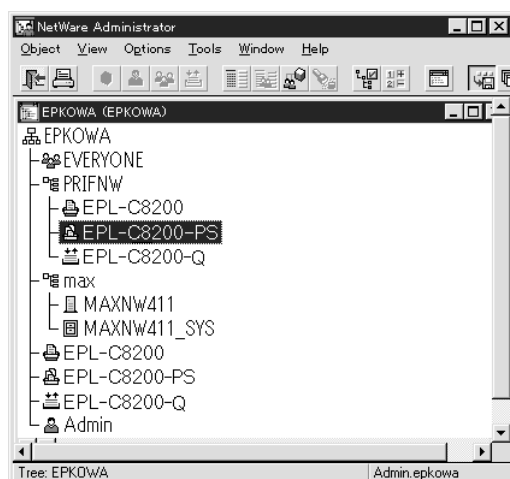 NetWare Administrator
Object View Options Tools Window Help
EPKOWA (EPKOWA)
EPKOWA
EVERYONE
PRIFNW
EPL-C8200
EPL-C8200-PS
EPL-C8200-Q
max
MAXNW411
MAXNW411_SYS
EPL-C8200
EPL-C8200-PS
EPL-C8200-Q
Admin
Tree: EPKOWA Admin.epkowa